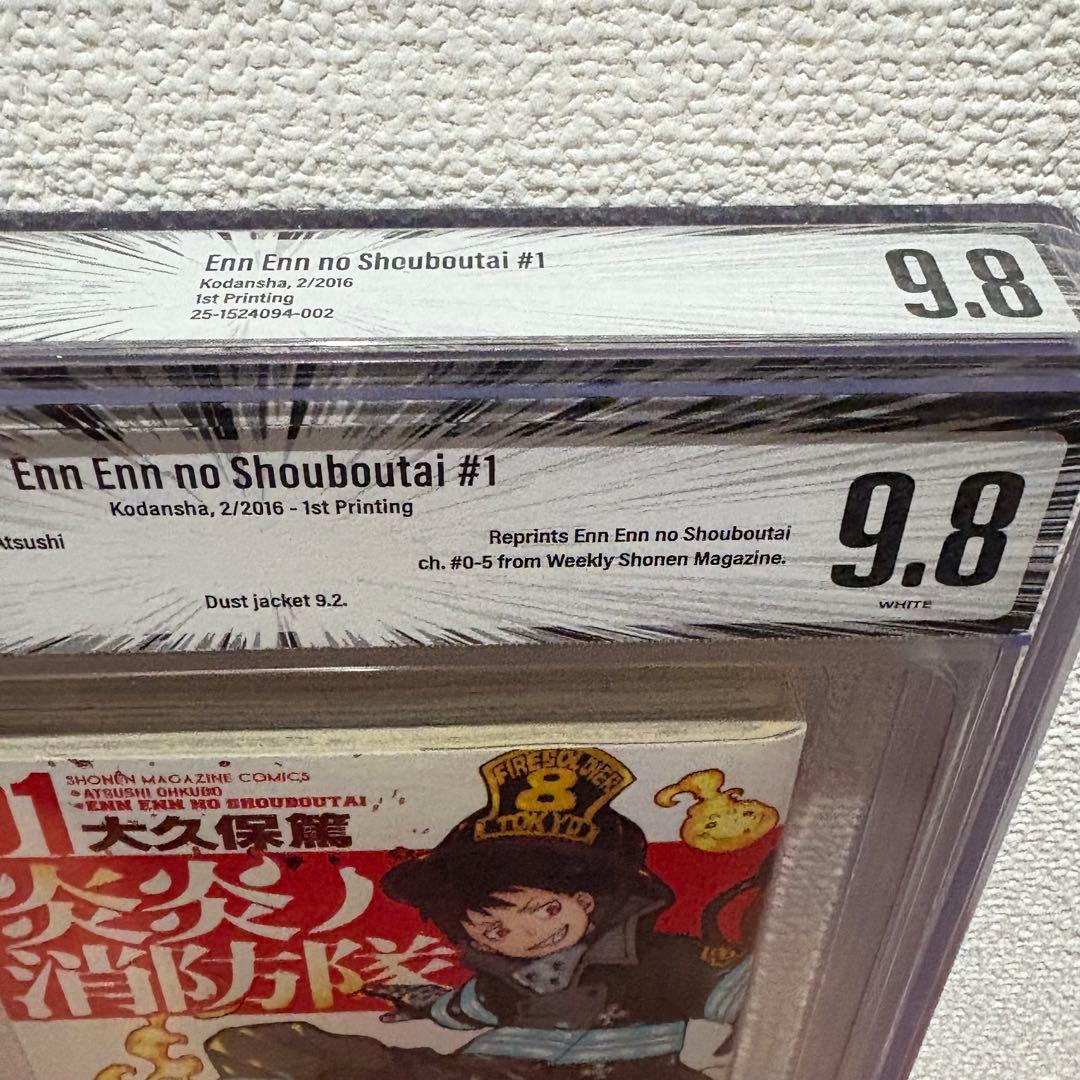 Enn Enn no Shouboutai #1
Kodansha, 2/2016
1st Printing
25-1524094-002
9.8
Enn Enn no Shouboutai #1
Kodansha, 2/2016 - 1st Printing
Atsushi
Reprints Enn Enn no Shouboutai
ch. #0-5 from Weekly Shonen Magazine.
Dust jacket 9.2.
9.8
WHITE
01
SHONEN MAGAZINE COMICS
ATSUSHI OHKUBO
ENN ENN NO SHOUBOUTAI
大久保篤
炎炎ノ
消防隊
FIRE SOLDIER
8
TOKYO